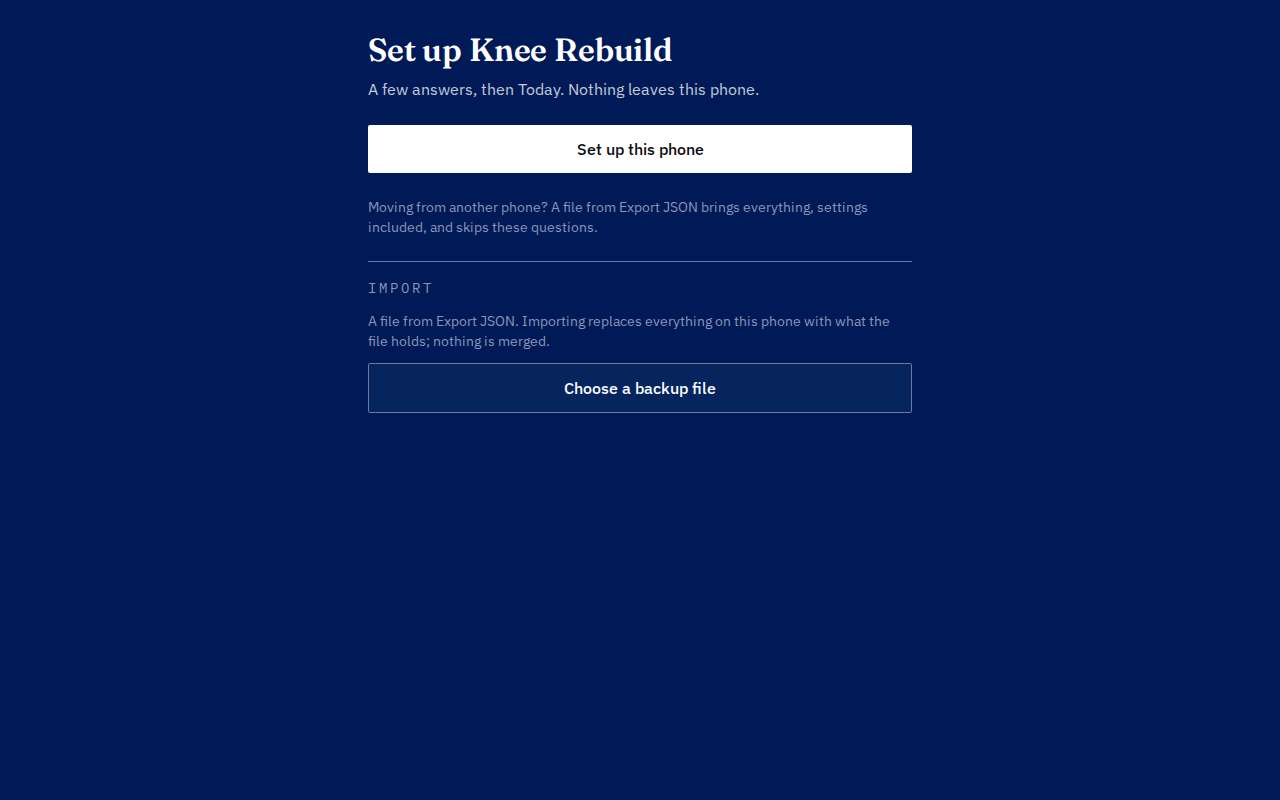 Set up Knee Rebuild
A few answers, then Today. Nothing leaves this phone.
Set up this phone
Moving from another phone? A file from Export JSON brings everything, settings
included, and skips these questions.
IMPORT
A file from Export JSON. Importing replaces everything on this phone with what the
file holds; nothing is merged.
Choose a backup file